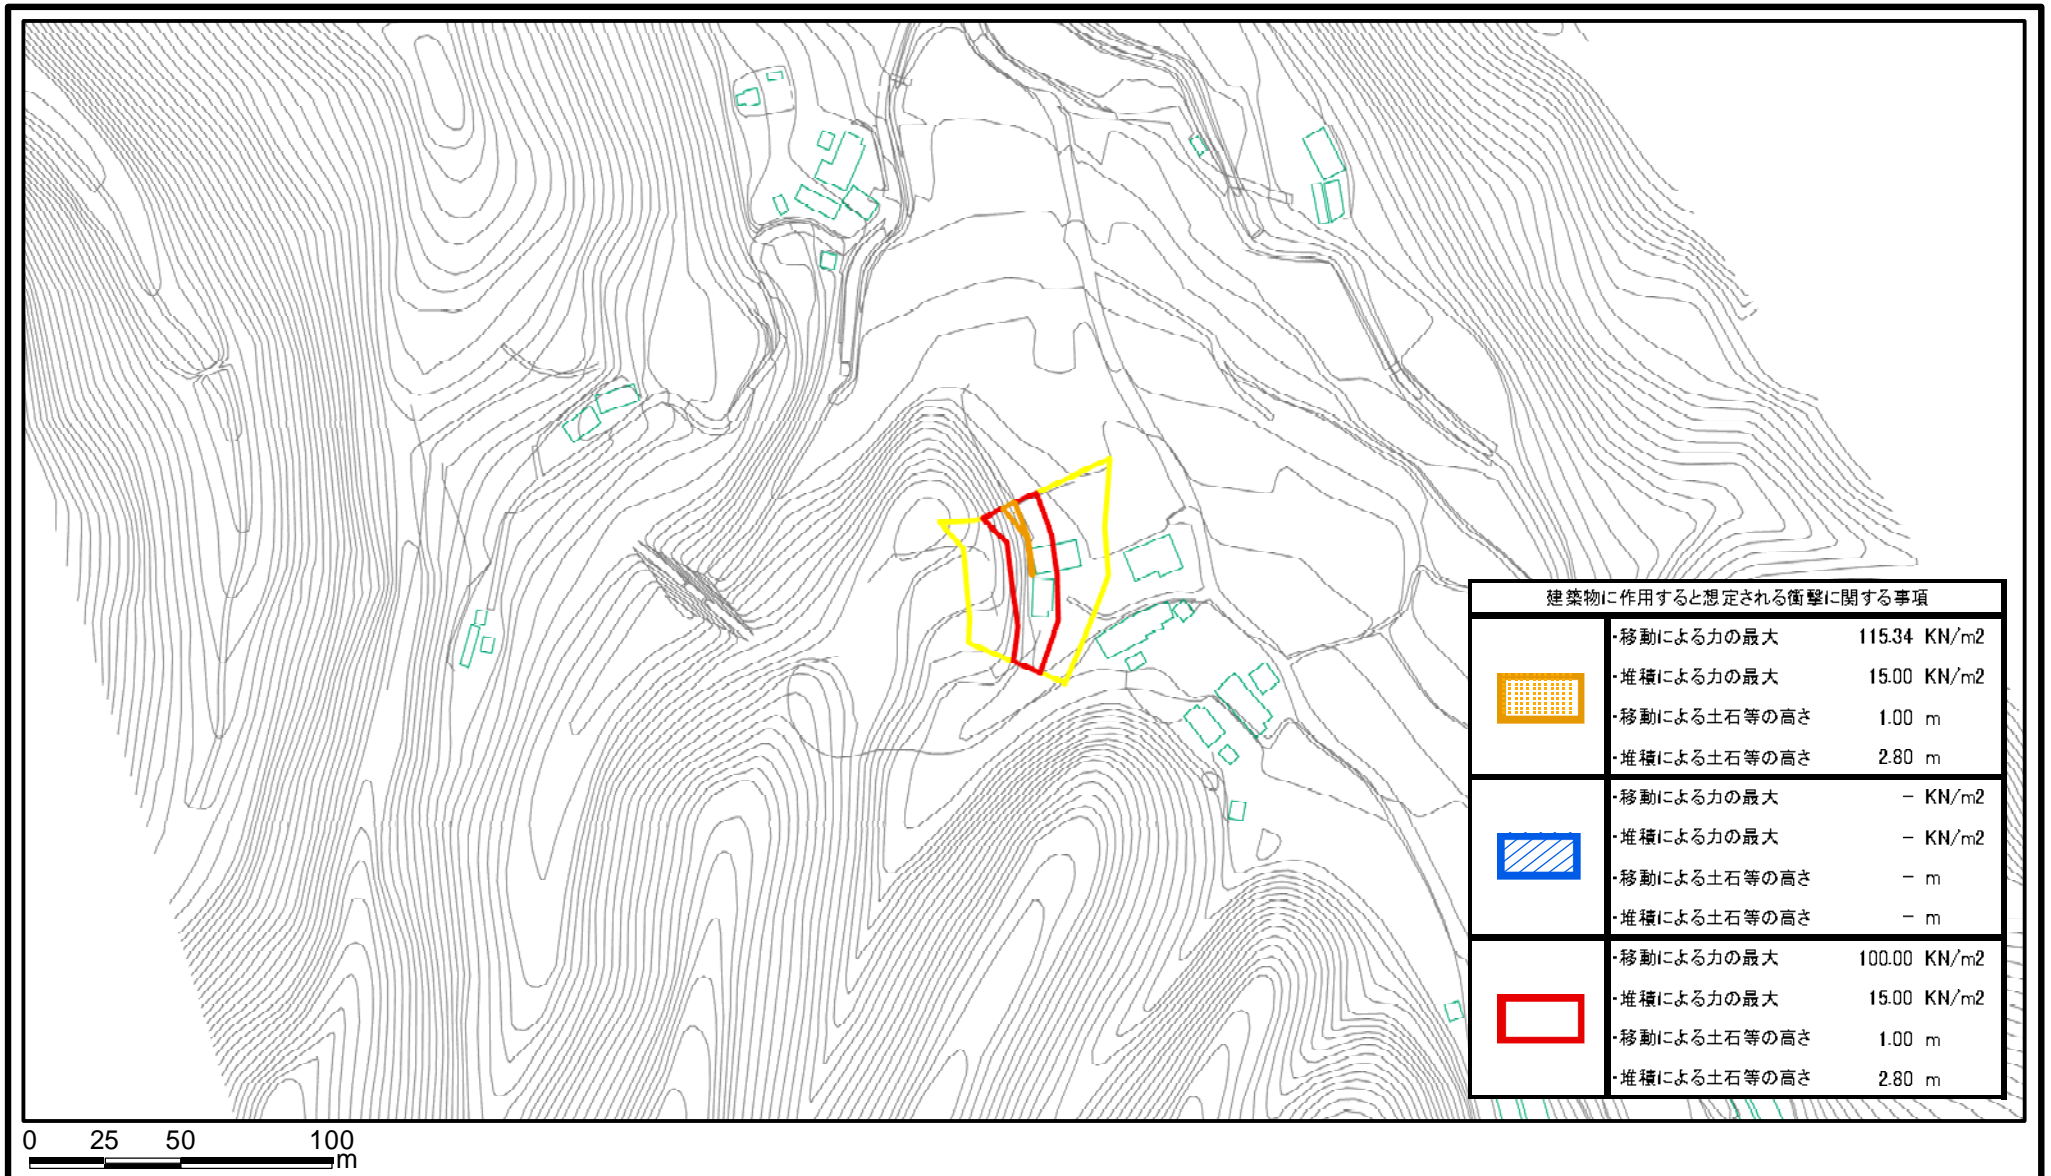 建築物に作用すると想定される衝撃に関する事項
・移動による力の最大 115.34 KN/m2
・堆積による力の最大 15.00 KN/m2
・移動による土石等の高さ 1.00 m
・堆積による土石等の高さ 2.80 m
・移動による力の最大 － KN/m2
・堆積による力の最大 － KN/m2
・移動による土石等の高さ － m
・堆積による土石等の高さ － m
・移動による力の最大 100.00 KN/m2
・堆積による力の最大 15.00 KN/m2
・移動による土石等の高さ 1.00 m
・堆積による土石等の高さ 2.80 m
0 25 50 100
m